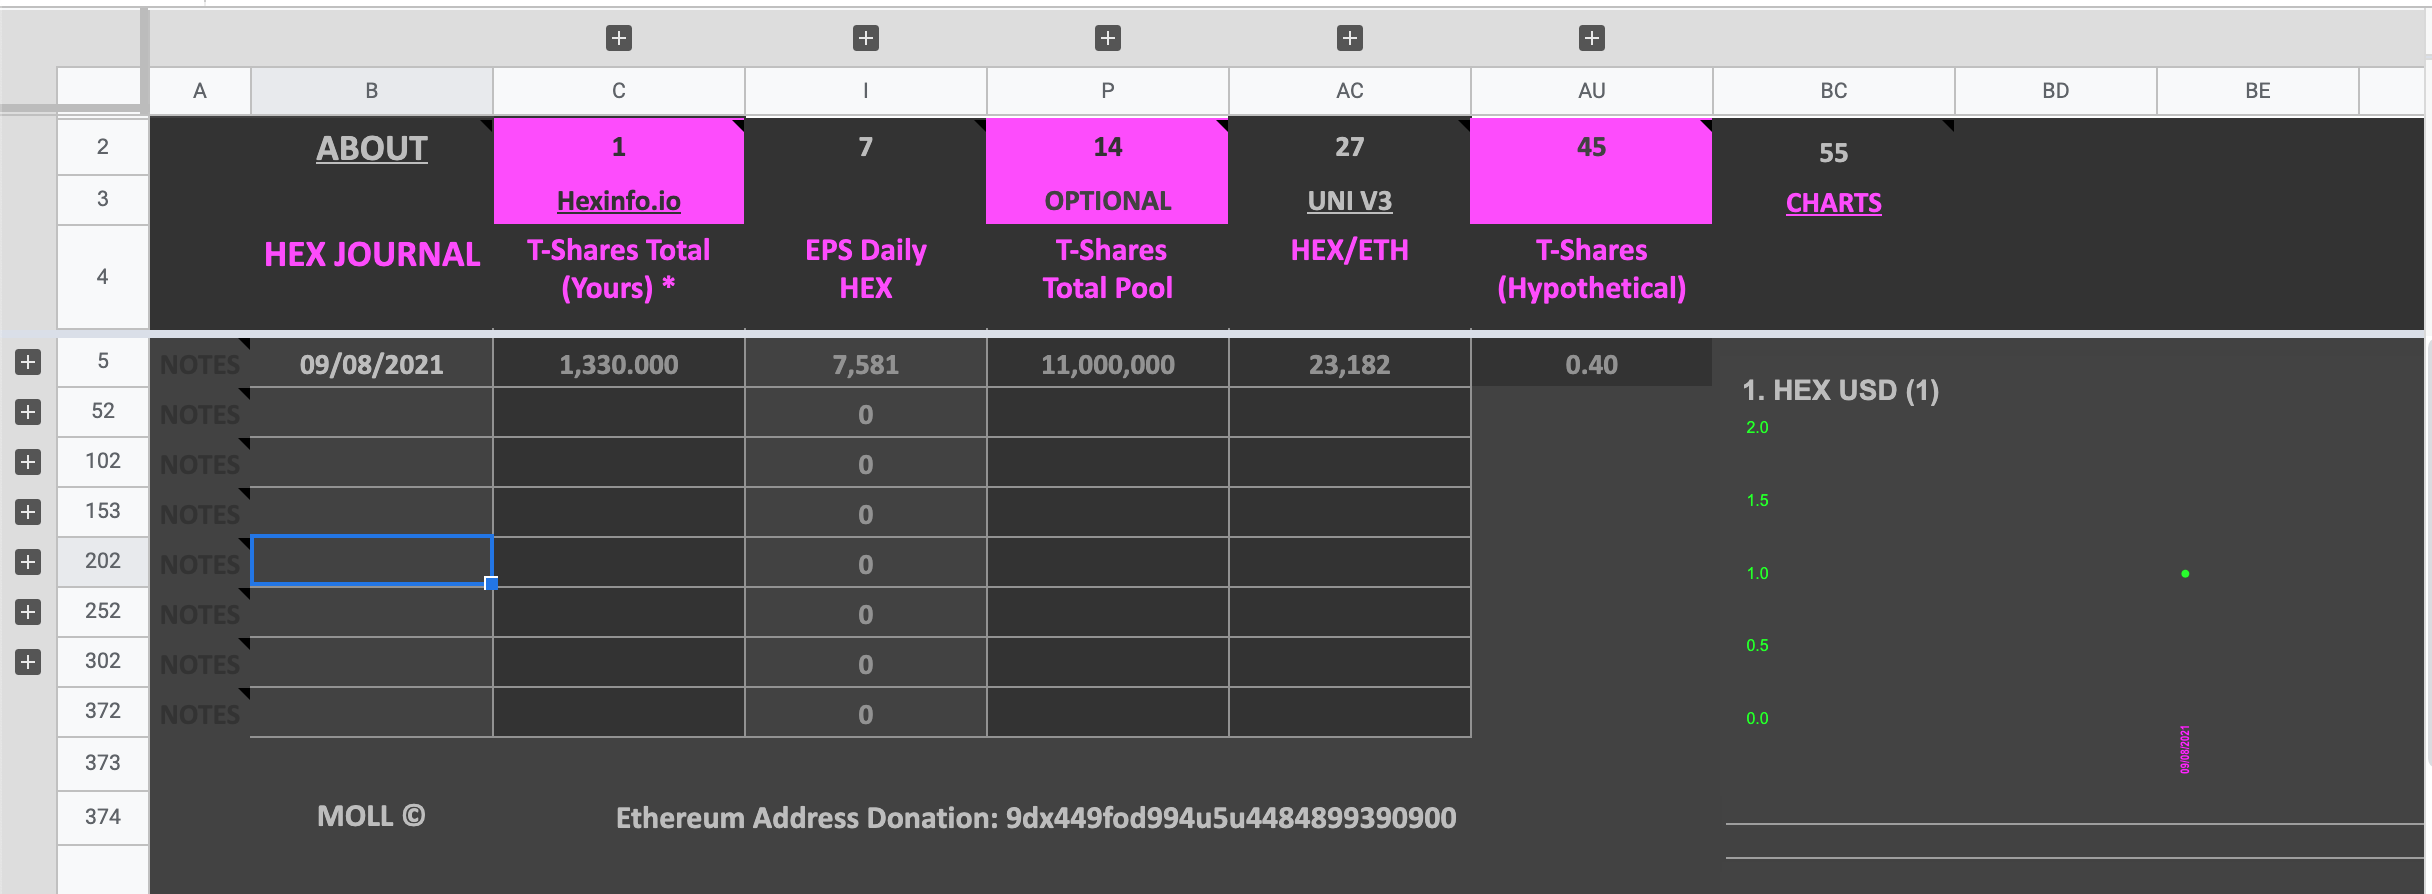 A B C I P AC AU BC BD BE
2 ABOUT 1 7 14 27 45 55
3 Hexinfo.io OPTIONAL UNI V3 CHARTS
4 HEX JOURNAL T-Shares Total (Yours) * EPS Daily HEX T-Shares Total Pool HEX/ETH T-Shares (Hypothetical)
5 NOTES 09/08/2021 1,330.000 7,581 11,000,000 23,182 0.40
52 NOTES 0
102 NOTES 0
153 NOTES 0
202 NOTES 0
252 NOTES 0
302 NOTES 0
372 NOTES 0
373
374 MOLL © Ethereum Address Donation: 9dx449fod994u5u4484899390900
1. HEX USD (1)
2.0
1.5
1.0
0.5
0.0
09/08/2021